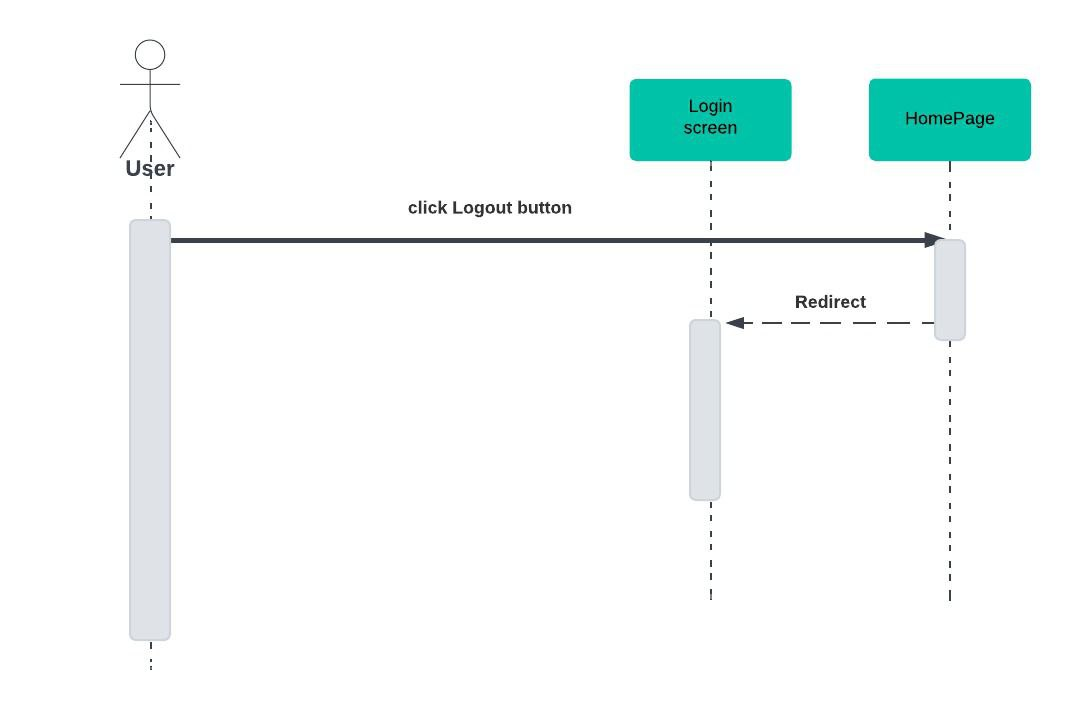 Login
screen
HomePage
User
click Logout button
Redirect